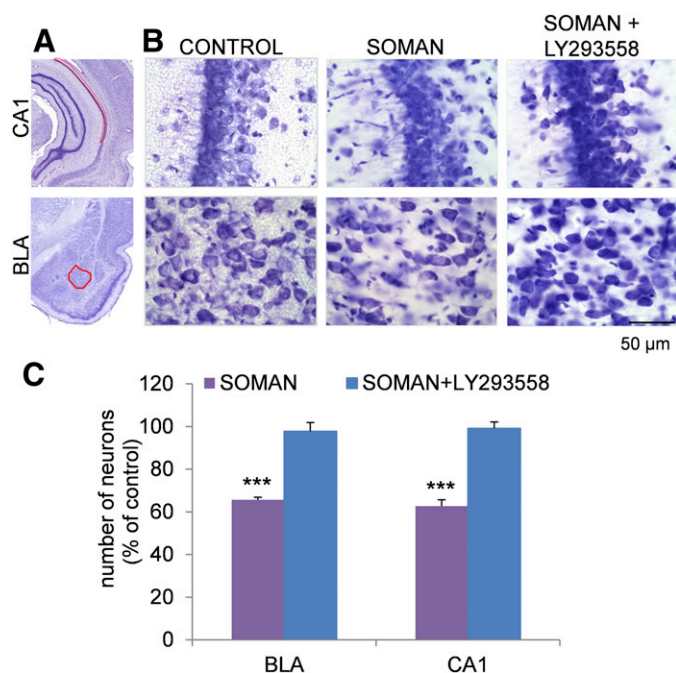 A
B
CONTROL
SOMAN
SOMAN +
LY293558
CA1
BLA
50 µm
C
SOMAN
SOMAN+LY293558
number of neurons
(% of control)
120
100
80
60
40
20
0
***
***
BLA
CA1